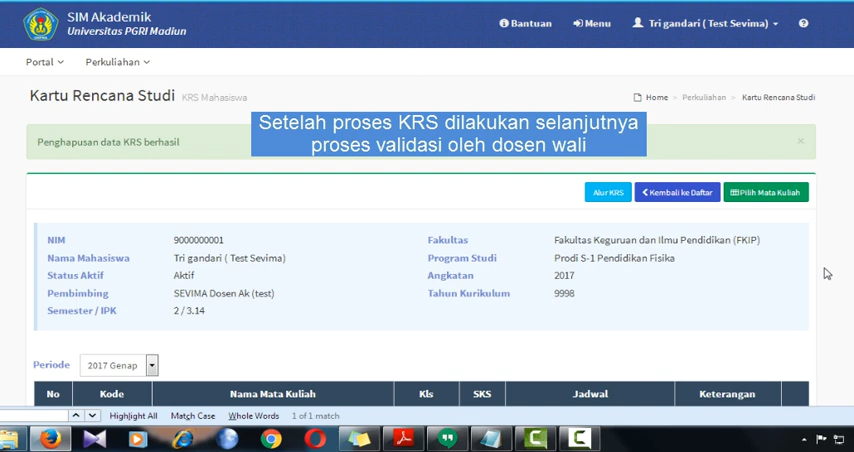 SIM Akademik
Universitas PGRI Madiun
Bantuan
Menu
Tri gandari ( Test Sevima)
Portal
Perkuliahan
Kartu Rencana Studi KRS Mahasiswa
Home > Perkuliahan > Kartu Rencana Studi
Setelah proses KRS dilakukan selanjutnya
proses validasi oleh dosen wali
Penghapusan data KRS berhasil
×
Alur KRS
Kembali ke Daftar
Pilih Mata Kuliah
NIM 9000000001 Fakultas Fakultas Keguruan dan Ilmu Pendidikan (FKIP)
Nama Mahasiswa Tri gandari ( Test Sevima) Program Studi Prodi S-1 Pendidikan Fisika
Status Aktif Aktif Angkatan 2017
Pembimbing SEVIMA Dosen Ak (test) Tahun Kurikulum 9998
Semester / IPK 2 / 3.14
Periode 2017 Genap
No Kode Nama Mata Kuliah Kls SKS Jadwal Keterangan
Highlight All Match Case Whole Words 1 of 1 match